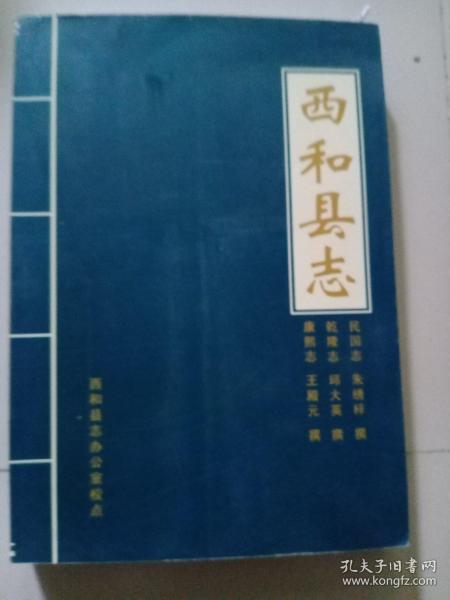 西和县志
民国志 朱绣梓 撰
乾隆志 邱大英 撰
康熙志 王殿元 撰
西和县志办公室校点
孔夫子旧书网
www.kongfz.com